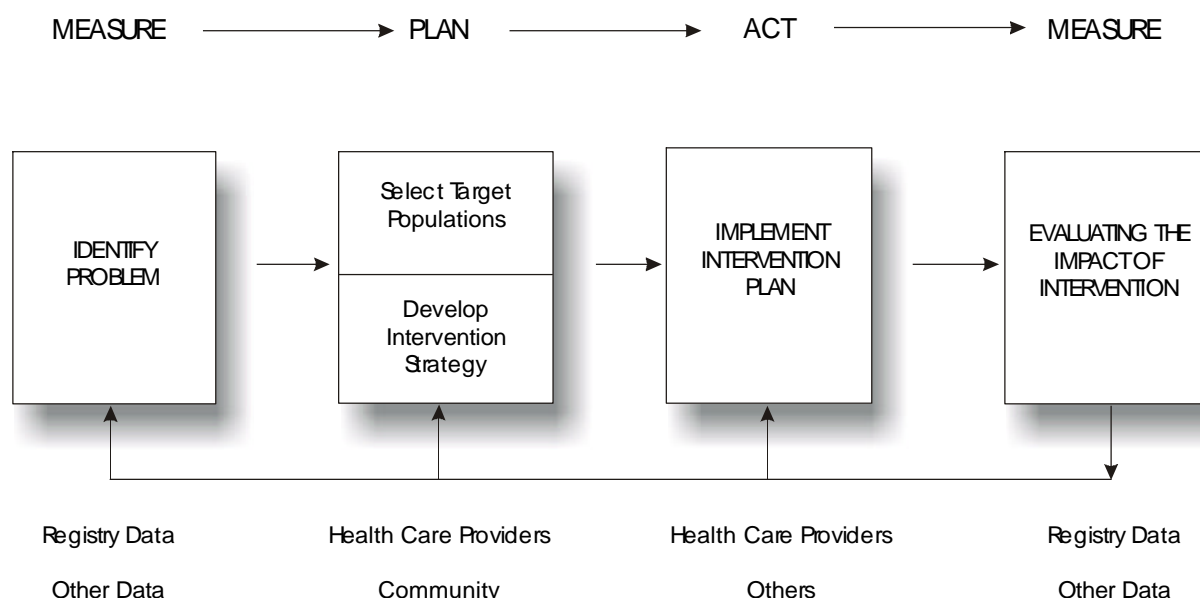 MEASURE PLAN ACT MEASURE
IDENTIFY
PROBLEM
Select Target
Populations
Develop
Intervention
Strategy
IMPLEMENT
INTERVENTION
PLAN
EVALUATING THE
IMPACT OF
INTERVENTION
Registry Data Health Care Providers Health Care Providers Registry Data
Other Data Community Others Other Data